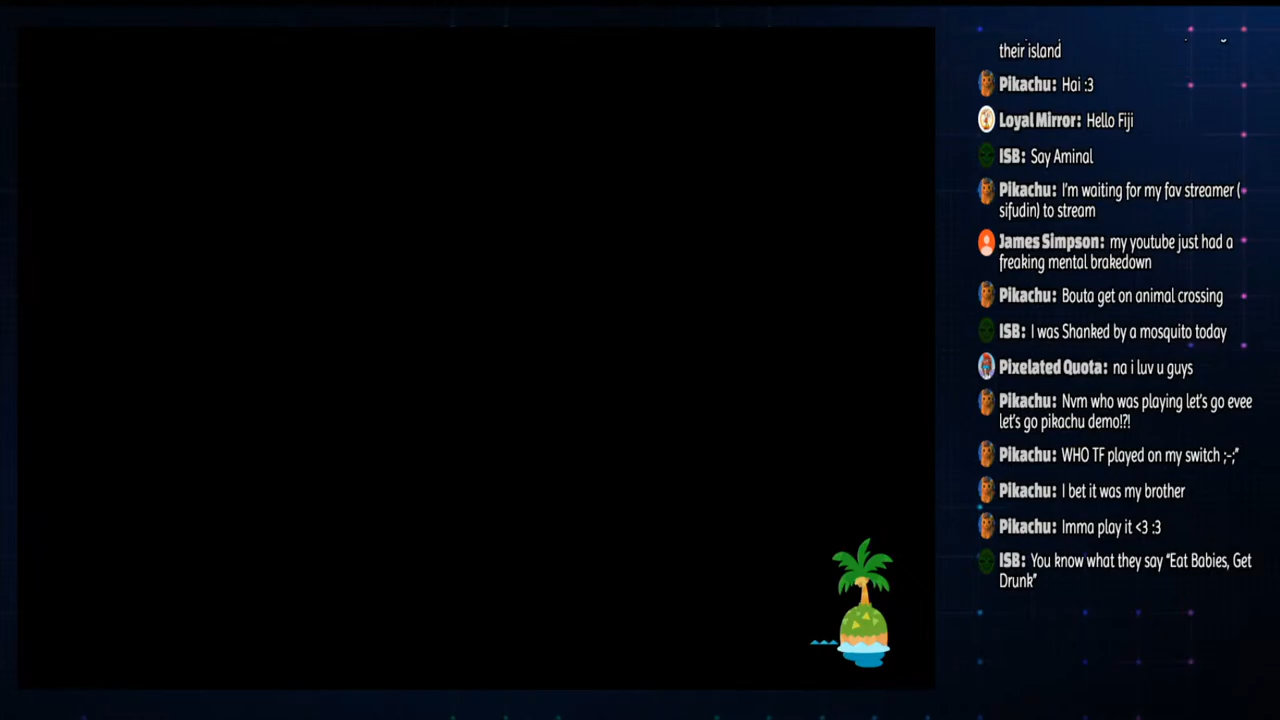 their island
Pikachu: Hai :3
Loyal Mirror: Hello Fiji
ISB: Say Aminal
Pikachu: I'm waiting for my fav streamer (
sifudin) to stream
James Simpson: my youtube just had a
freaking mental brakedown
Pikachu: Bouta get on animal crossing
ISB: I was Shanked by a mosquito today
Pixelated Quota: na i luv u guys
Pikachu: Nvm who was playing let's go evee
let's go pikachu demo!?!
Pikachu: WHO TF played on my switch ;-;"
Pikachu: I bet it was my brother
Pikachu: Imma play it <3 :3
ISB: You know what they say "Eat Babies, Get
Drunk"